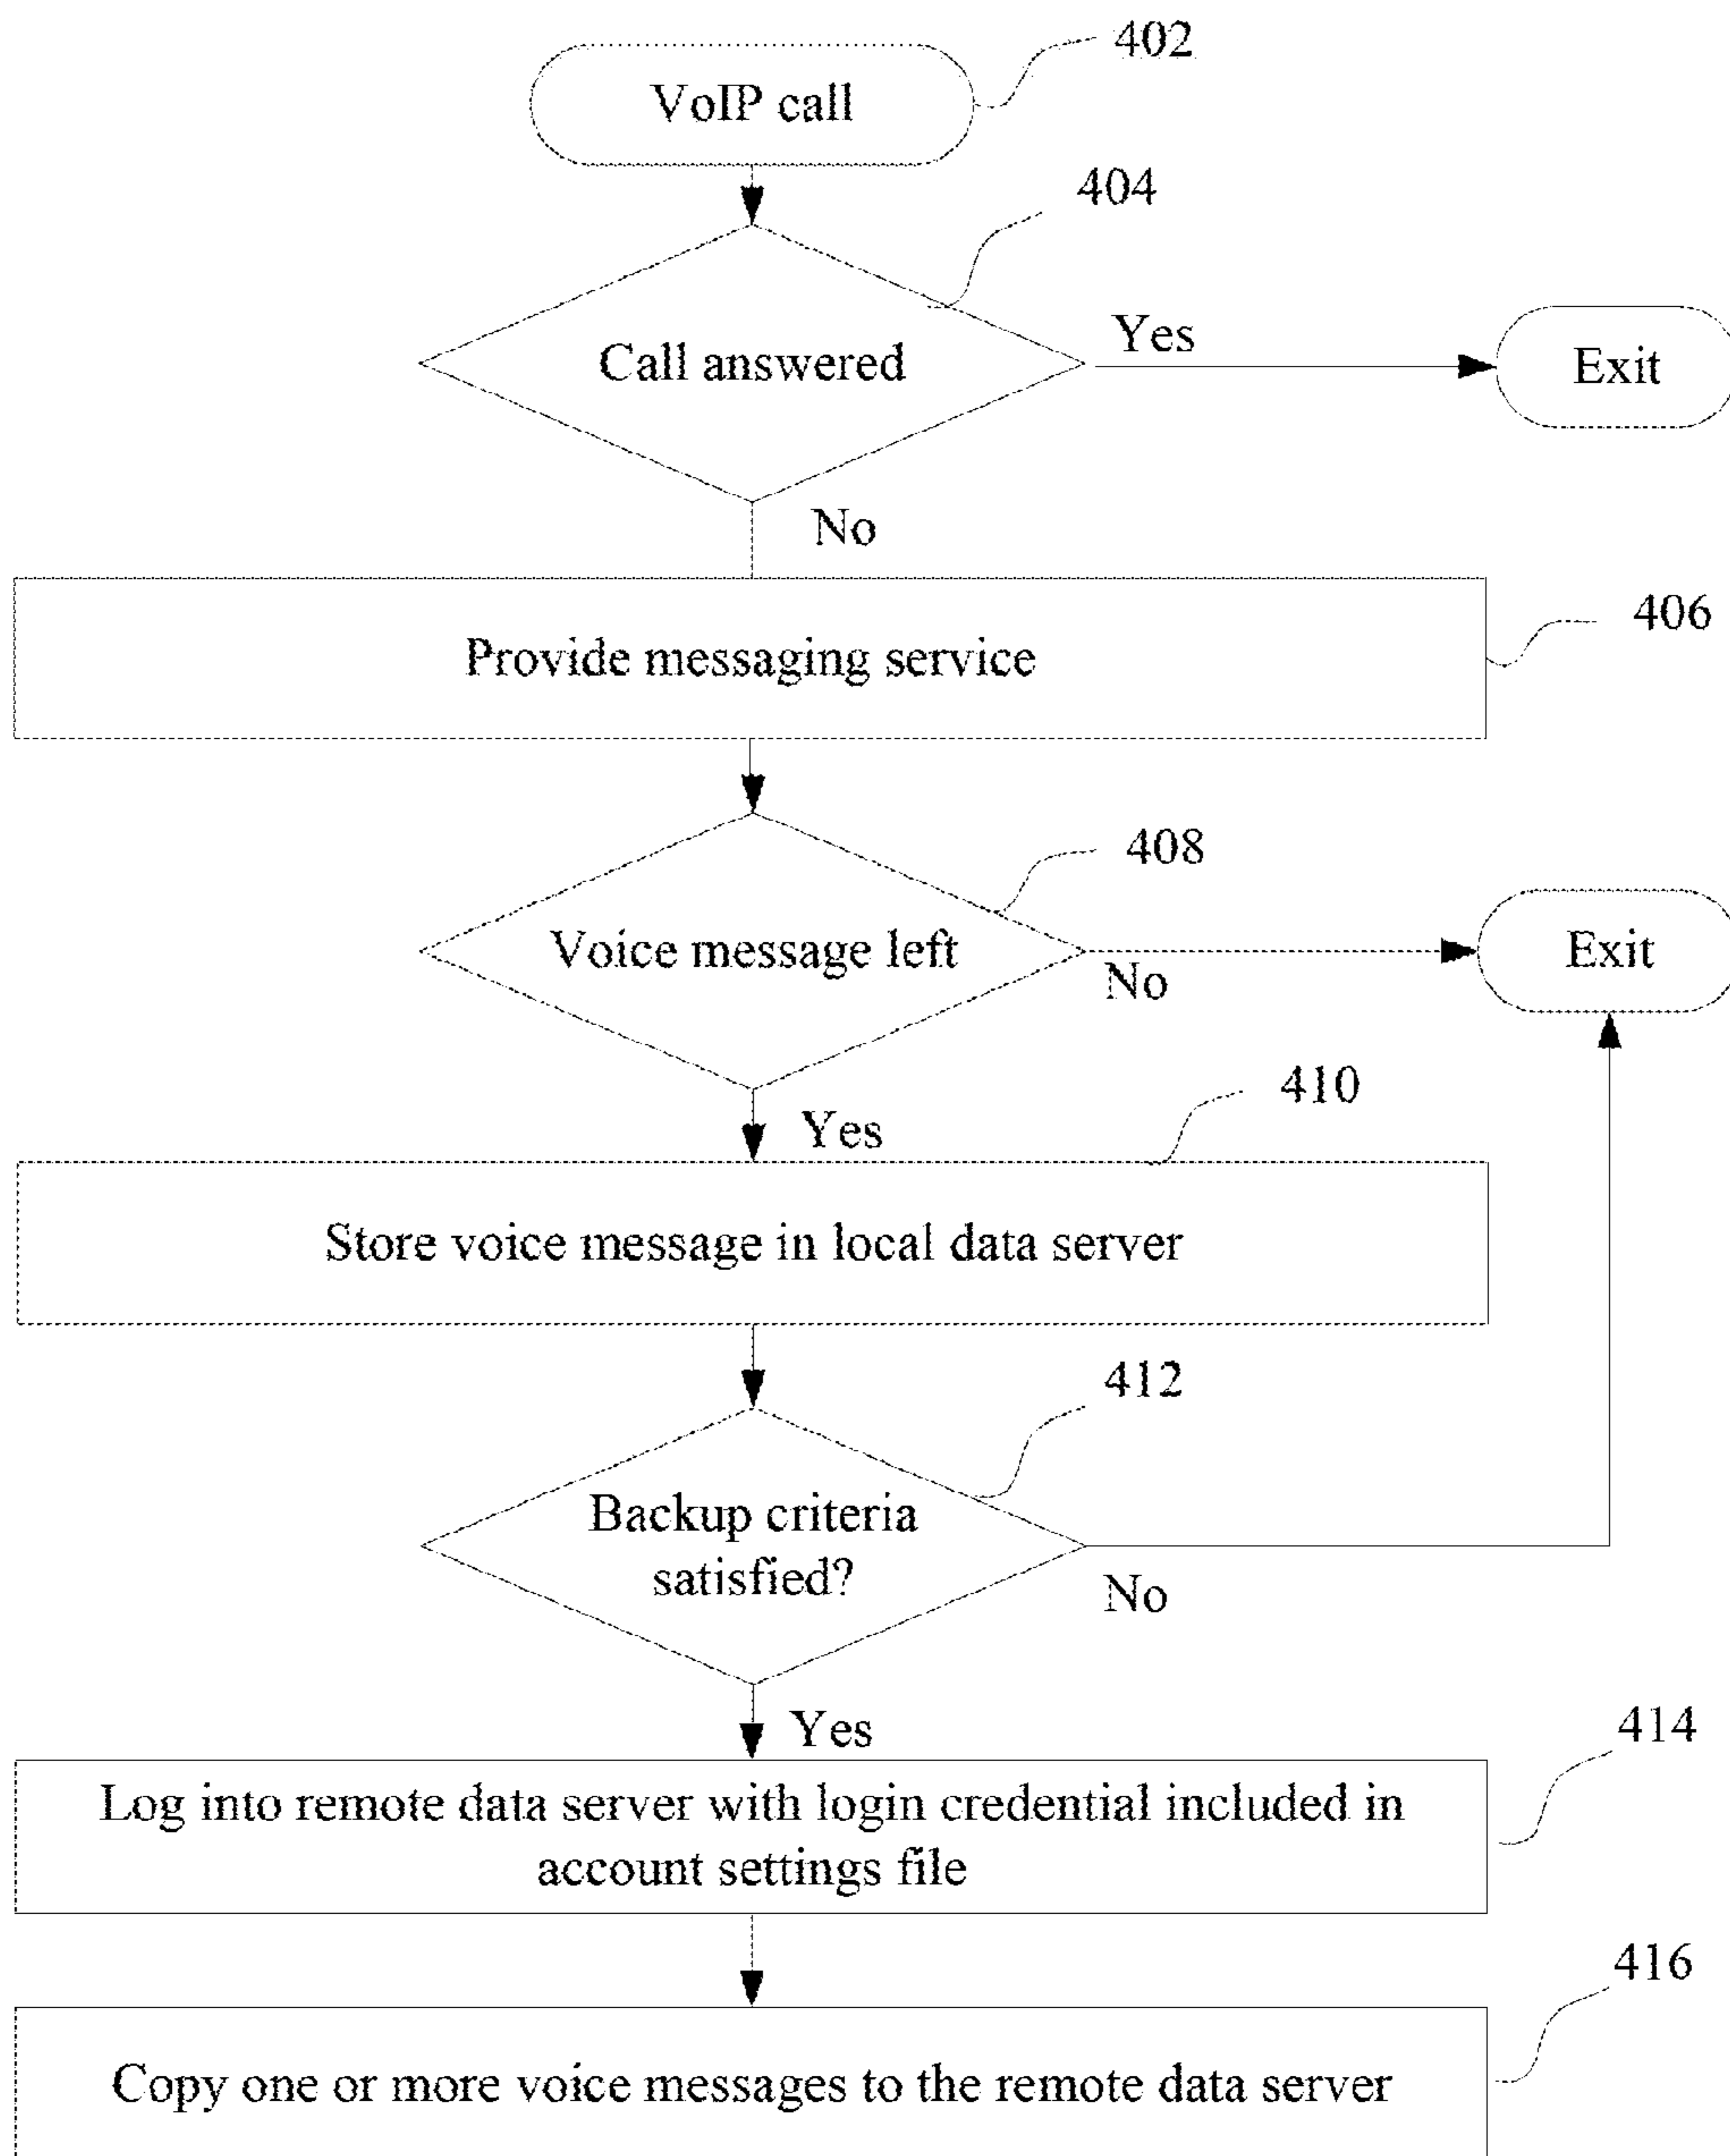 402
VoIP call
404
Call answered
Yes
Exit
No
Provide messaging service
406
408
Voice message left
No
Exit
Yes
410
Store voice message in local data server
412
Backup criteria
satisfied?
No
Yes
414
Log into remote data server with login credential included in
account settings file
416
Copy one or more voice messages to the remote data server